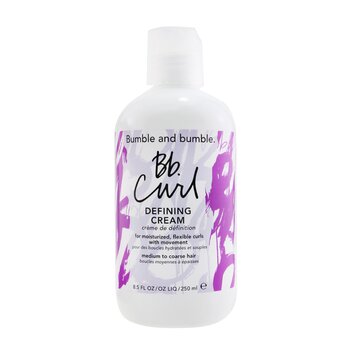 Bumble and bumble.
Bb.
Curl
DEFINING
CREAM
crème de définition
for moisturized, flexible curls
with movement
pour des boucles hydratées et souples
medium to coarse hair
boucles moyennes à épaisses
8.5 FL OZ/OZ LIQ/250 ml e